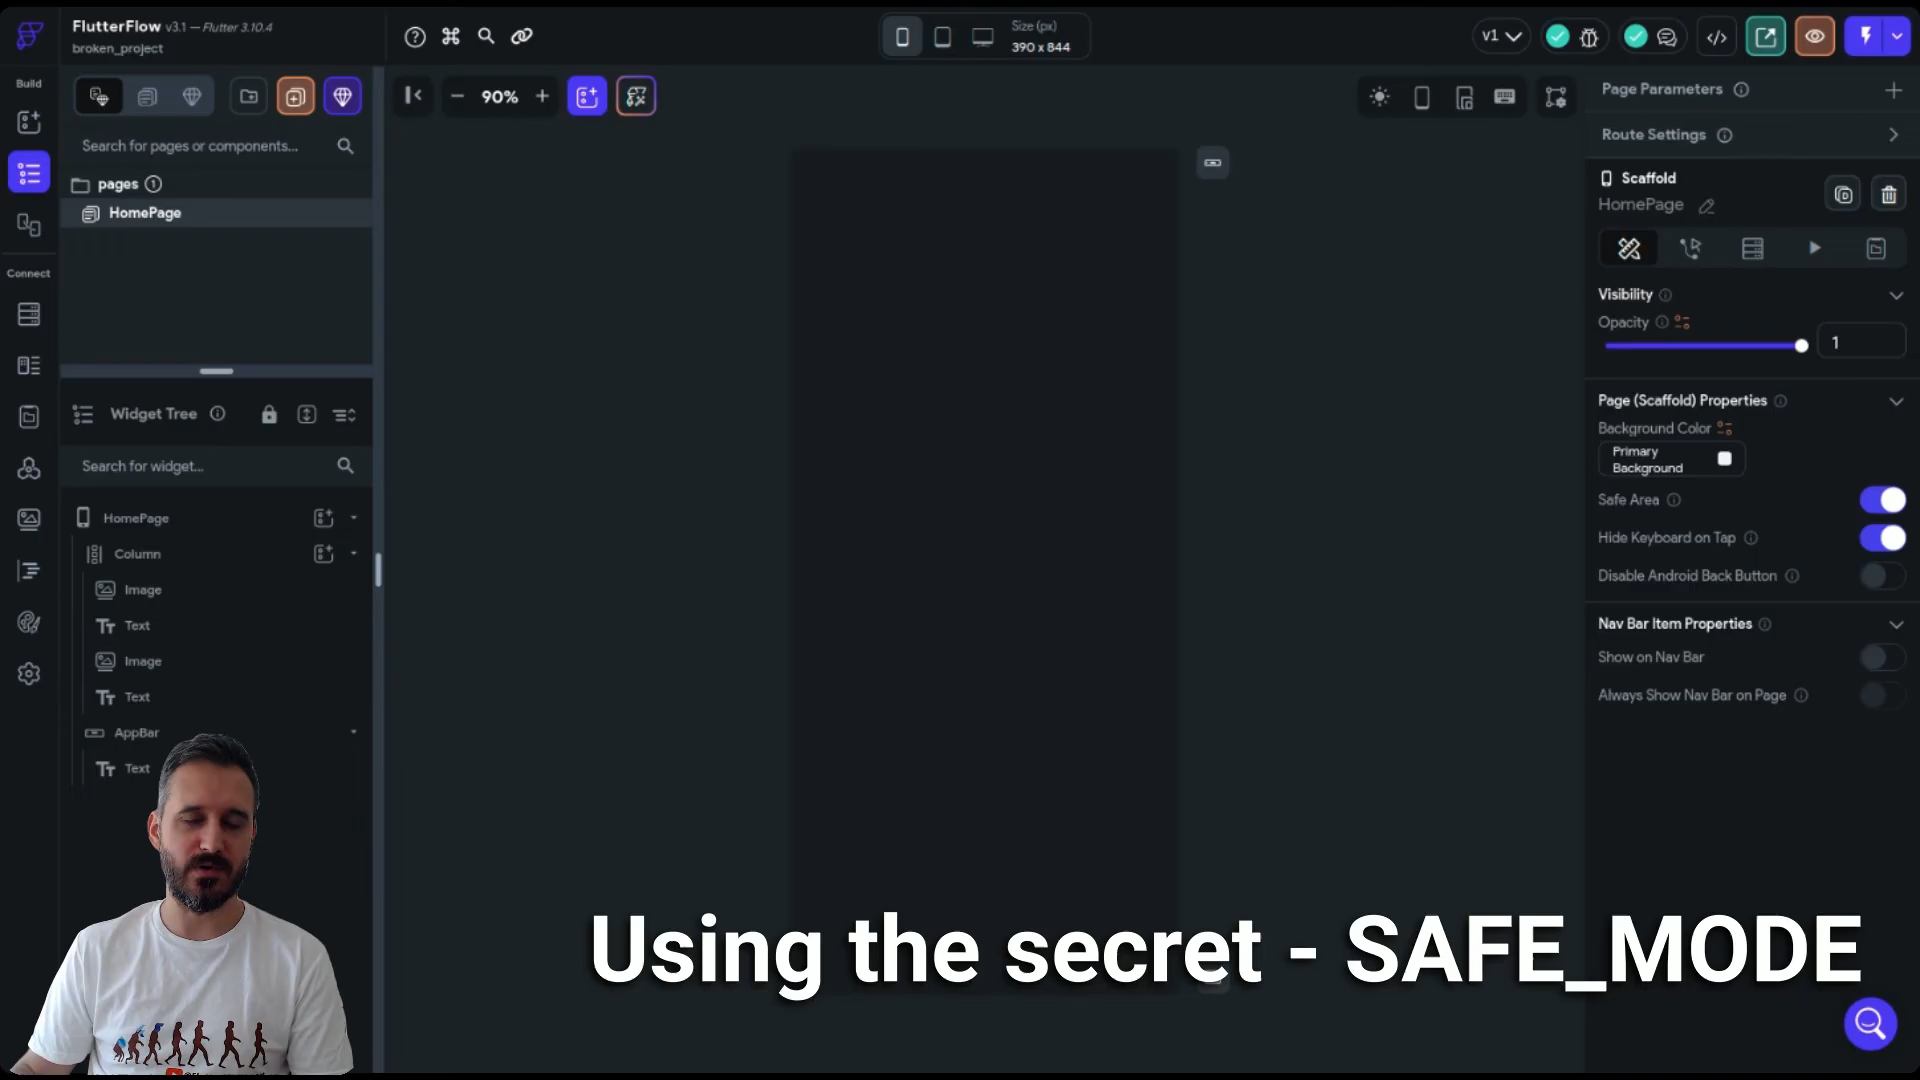 FlutterFlow v3.1 — Flutter 3.10.4
broken_project
Size (px)
390 x 844
v1
Build
90%
Page Parameters
Search for pages or components...
Route Settings
pages 1
HomePage
Scaffold
HomePage
Connect
Visibility
Opacity
1
Widget Tree
Page (Scaffold) Properties
Background Color
Primary
Background
Search for widget...
Safe Area
HomePage
Hide Keyboard on Tap
Column
Disable Android Back Button
Image
Text
Nav Bar Item Properties
Image
Show on Nav Bar
Text
Always Show Nav Bar on Page
AppBar
Text
Using the secret - SAFE_MODE